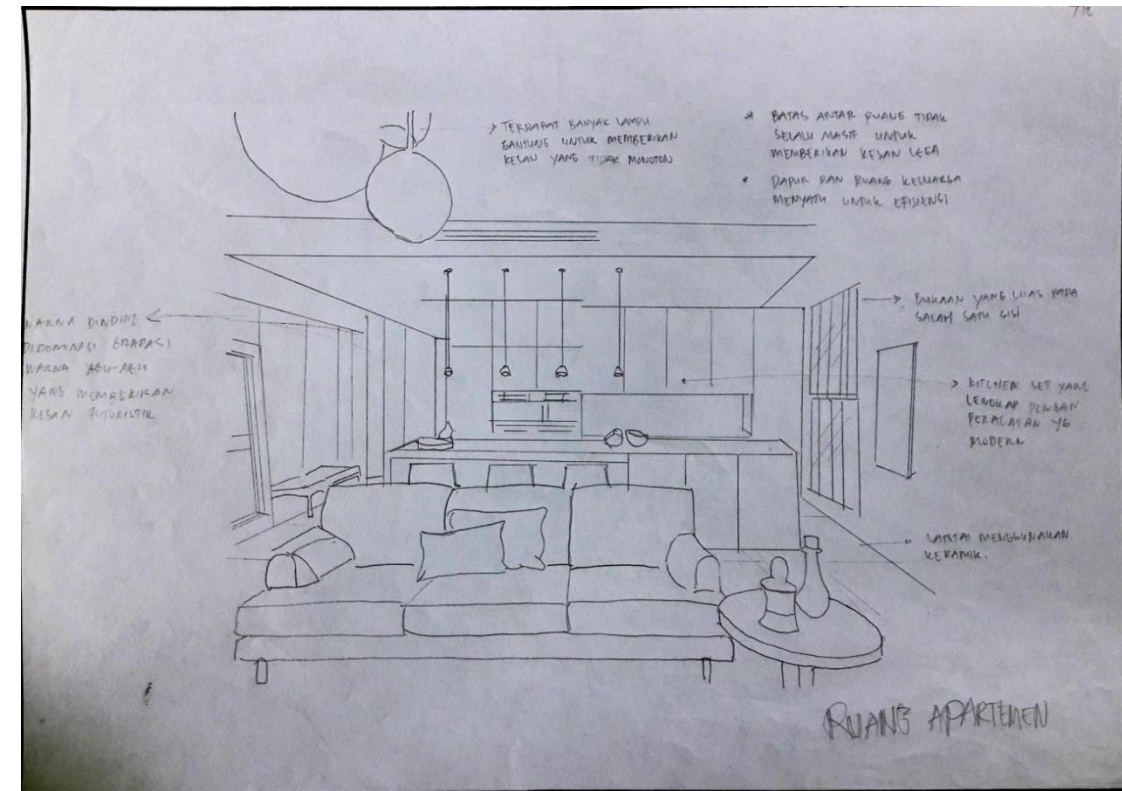 TERDAPAT BANYAK LAMPU
GANTUNG UNTUK MEMBERIKAN
KESAN YANG TIDAK MONOTON
* BATAS ANTAR RUANG TIDAK
SELALU MASIF UNTUK
MEMBERIKAN KESAN LEGA
* DAPUR DAN RUANG KELUARGA
MENYATU UNTUK EFISIENSI
WARNA DINDING
DIDOMINASI GRADASI
WARNA ABU-ABU
YANG MEMBERIKAN
KESAN FUTURISTIK
BUKAAN YANG LUAS PADA
SALAH SATU SISI
KITCHEN SET YANG
LENGKAP DENGAN
PERALATAN YG
MODERN
LANTAI MENGGUNAKAN
KERAMIK.
RUANG APARTEMEN